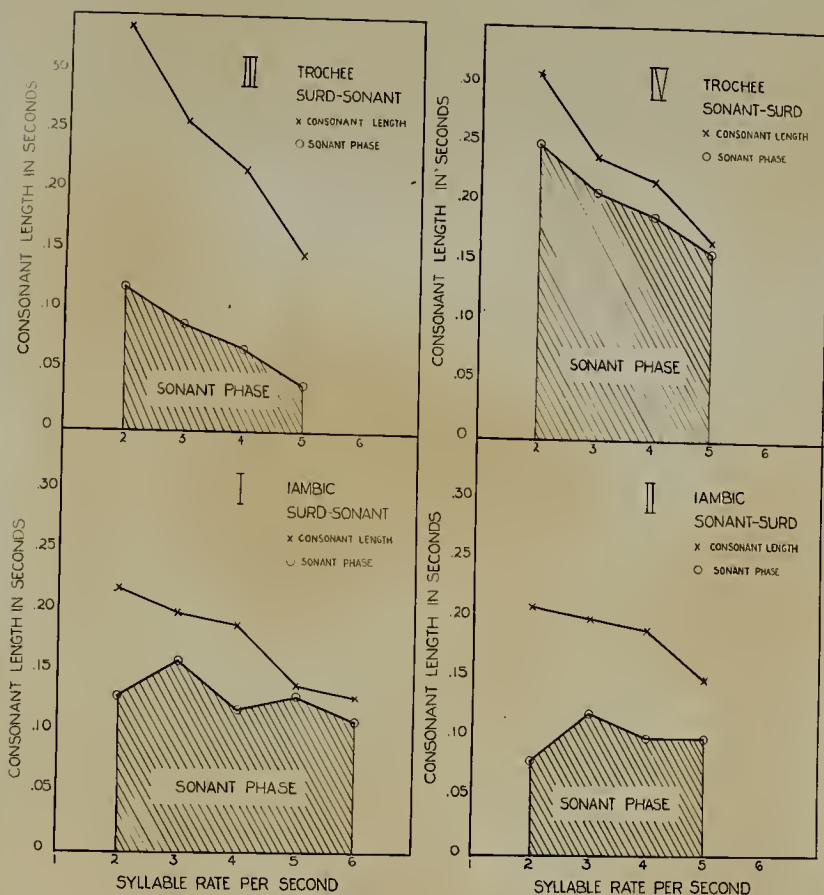 III TROCHEE
SURD-SONANT
x CONSONANT LENGTH
○ SONANT PHASE
CONSONANT LENGTH IN SECONDS
30
.25
.20
.15
.10
.05
0
SONANT PHASE
2 3 4 5 6
IV TROCHEE
SONANT-SURD
x CONSONANT LENGTH
○ SONANT PHASE
CONSONANT LENGTH IN SECONDS
.30
.25
.20
.15
.10
.05
0
SONANT PHASE
2 3 4 5 6
I IAMBIC
SURD-SONANT
x CONSONANT LENGTH
○ SONANT PHASE
CONSONANT LENGTH IN SECONDS
.30
.25
.20
.15
.10
.05
0
SONANT PHASE
1 2 3 4 5 6
SYLLABLE RATE PER SECOND
II IAMBIC
SONANT-SURD
x CONSONANT LENGTH
○ SONANT PHASE
CONSONANT LENGTH IN SECONDS
.30
.25
.20
.15
.10
.05
0
SONANT PHASE
1 2 3 4 5 6
SYLLABLE RATE PER SECOND